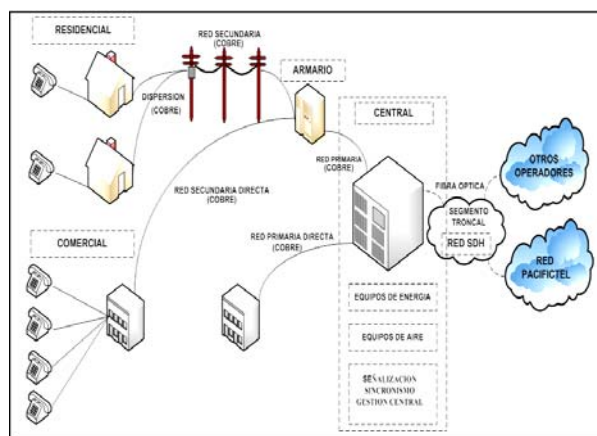 RESIDENCIAL
RED SECUNDARIA
(COBRE)
ARMARIO
DISPERSION
(COBRE)
CENTRAL
RED PRIMARIA
(COBRE)
RED SECUNDARIA DIRECTA
(COBRE)
FIBRA OPTICA
OTROS
OPERADORES
SEGMENTO
TRONCAL
RED SDH
RED
PACIFICTEL
COMERCIAL
RED PRIMARIA DIRECTA
(COBRE)
EQUIPOS DE ENERGIA
EQUIPOS DE AIRE
SEÑALIZACION
SINCRONISMO
GESTION CENTRAL